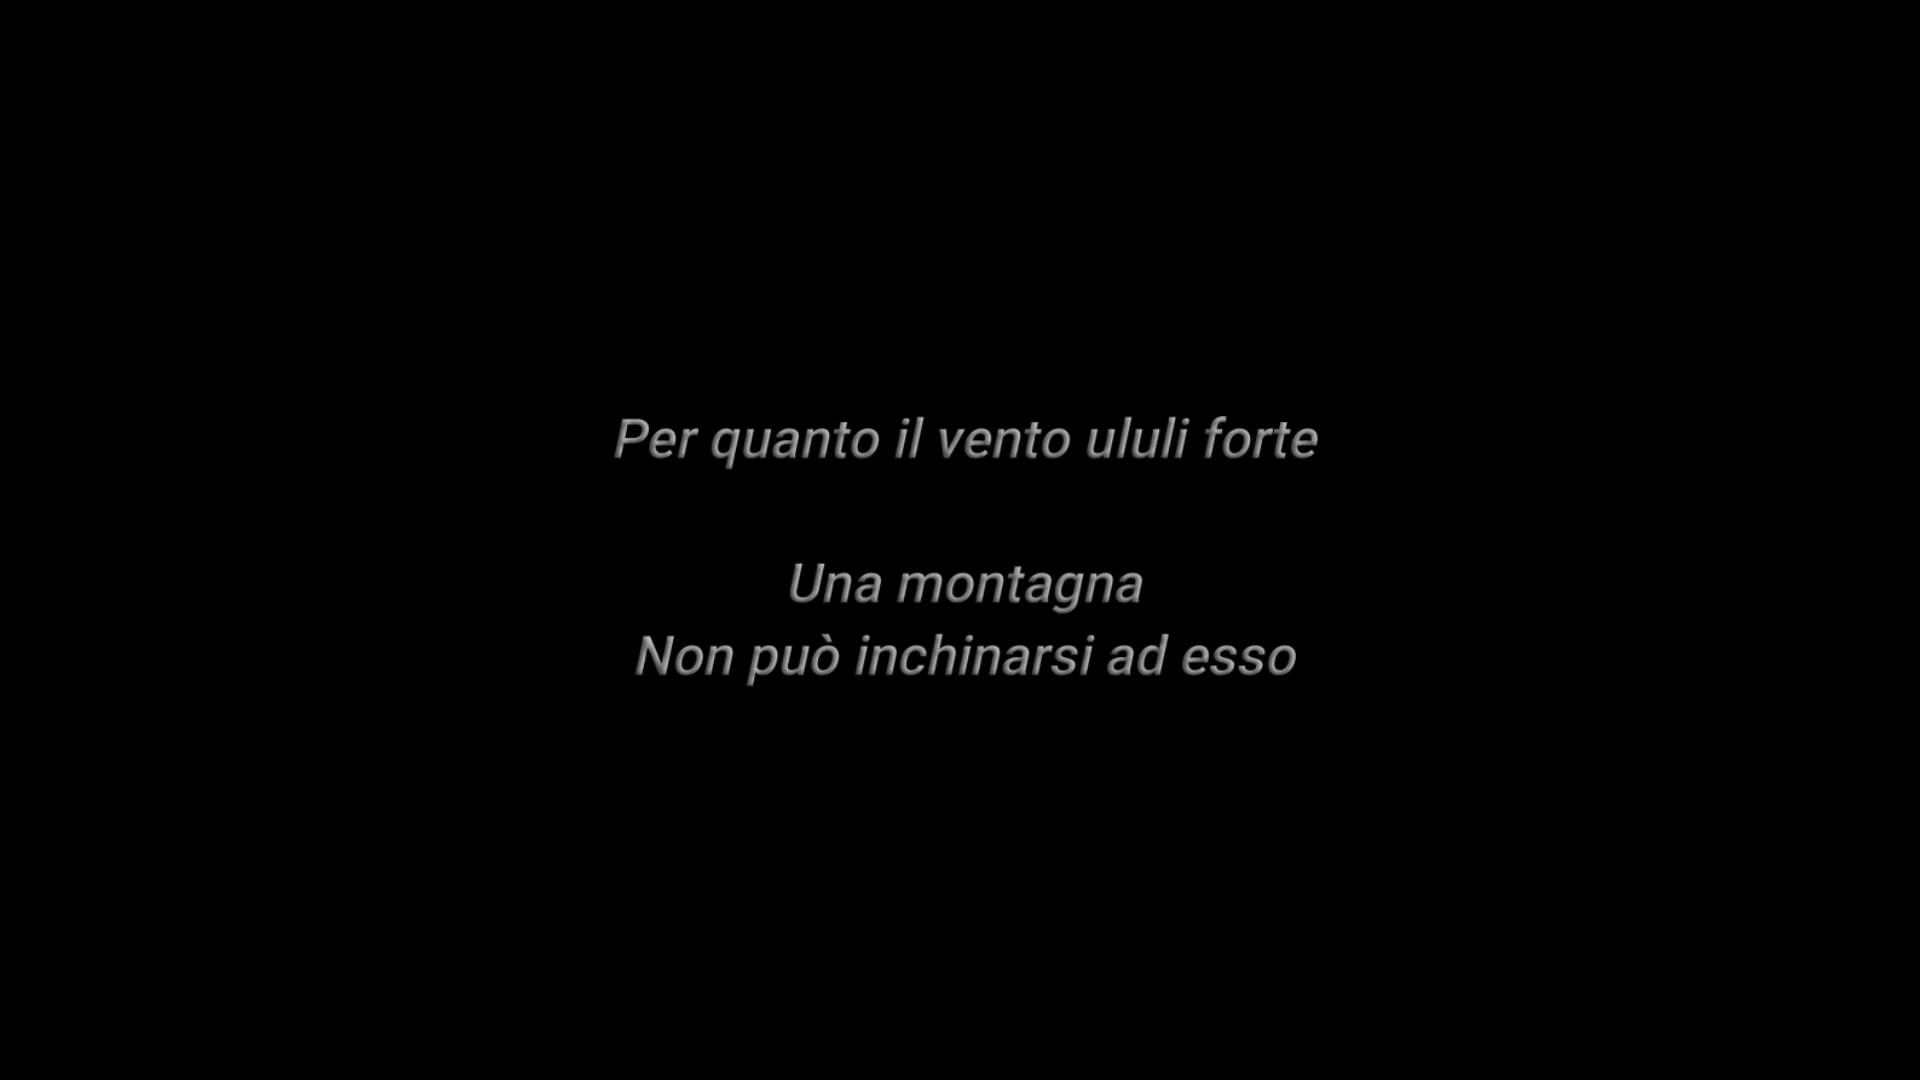 Per quanto il vento ululi forte
Una montagna
Non può inchinarsi ad esso